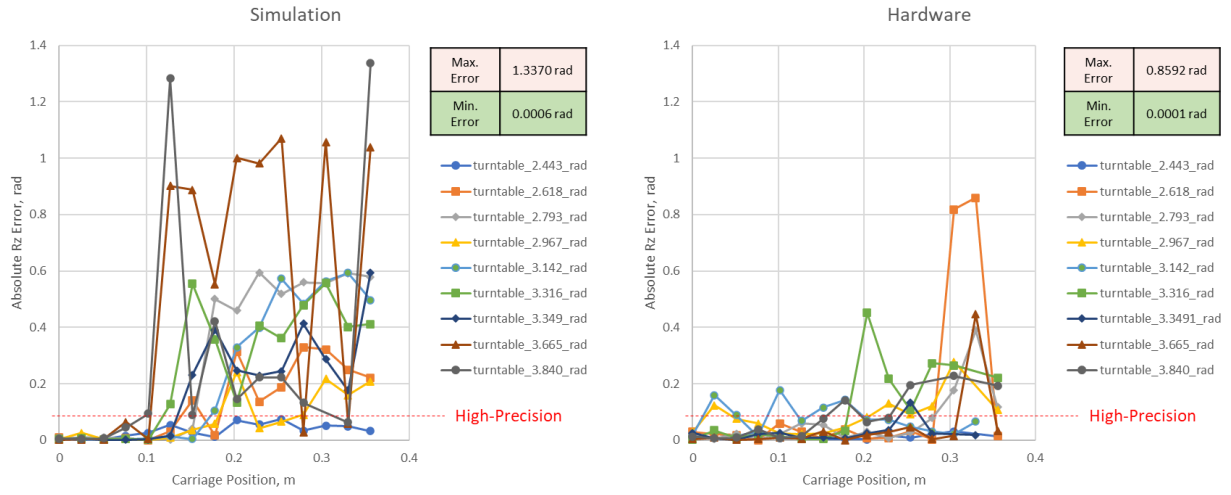 Simulation
1.4
1.2
1
0.8
0.6
0.4
0.2
0
0
0.1
0.2
0.3
0.4
Absolute Rz Error, rad
Carriage Position, m
Max. Error
1.3370 rad
Min. Error
0.0006 rad
turntable_2.443_rad
turntable_2.618_rad
turntable_2.793_rad
turntable_2.967_rad
turntable_3.142_rad
turntable_3.316_rad
turntable_3.349_rad
turntable_3.665_rad
turntable_3.840_rad
High-Precision
Hardware
1.4
1.2
1
0.8
0.6
0.4
0.2
0
0
0.1
0.2
0.3
0.4
Absolute Rz Error, rad
Carriage Position, m
Max. Error
0.8592 rad
Min. Error
0.0001 rad
turntable_2.443_rad
turntable_2.618_rad
turntable_2.793_rad
turntable_2.967_rad
turntable_3.142_rad
turntable_3.316_rad
turntable_3.3491_rad
turntable_3.665_rad
turntable_3.840_rad
High-Precision